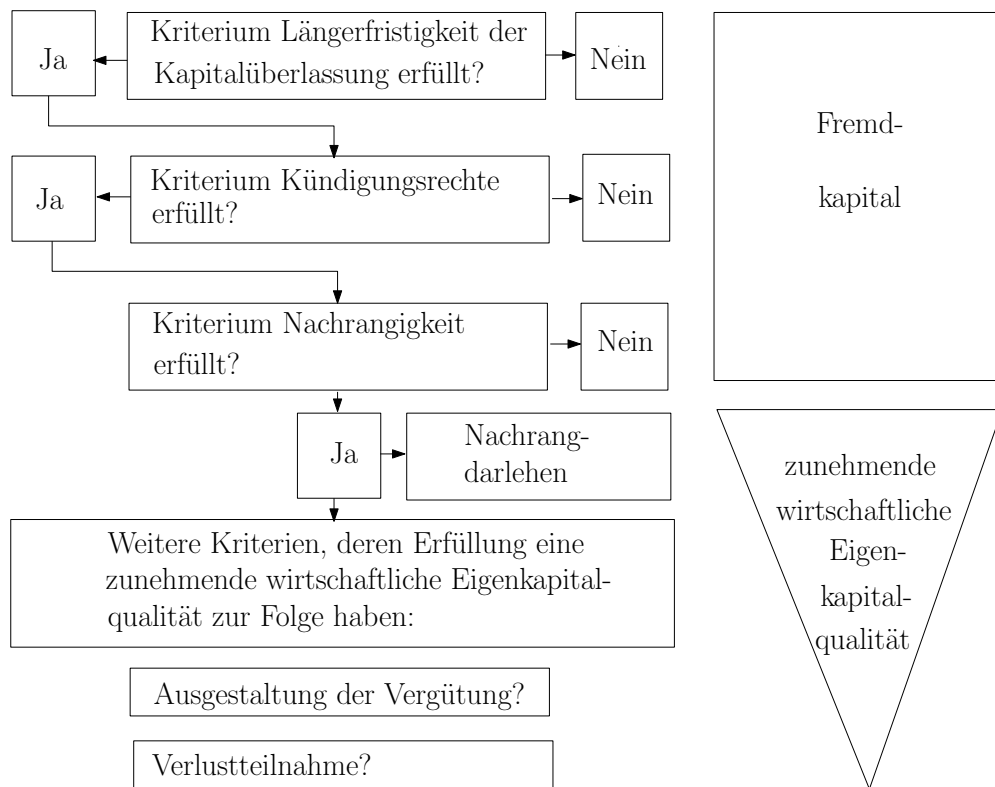 Ja
Kriterium Längerfristigkeit der
Kapitalüberlassung erfüllt?
Nein
Ja
Kriterium Kündigungsrechte
erfüllt?
Nein
Kriterium Nachrangigkeit
erfüllt?
Nein
Ja
Nachrang-
darlehen
Weitere Kriterien, deren Erfüllung eine
zunehmende wirtschaftliche Eigenkapital-
qualität zur Folge haben:
Ausgestaltung der Vergütung?
Verlustteilnahme?
Fremd-
kapital
zunehmende
wirtschaftliche
Eigen-
kapital-
qualität